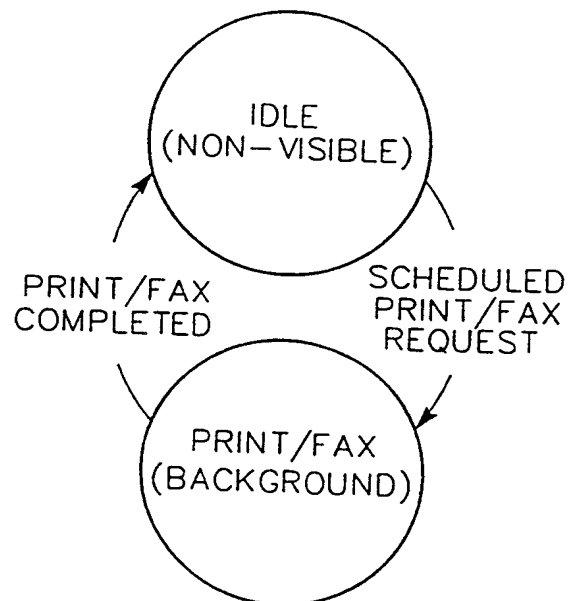 IDLE
(NON-VISIBLE)
PRINT/FAX
COMPLETED
SCHEDULED
PRINT/FAX
REQUEST
PRINT/FAX
(BACKGROUND)